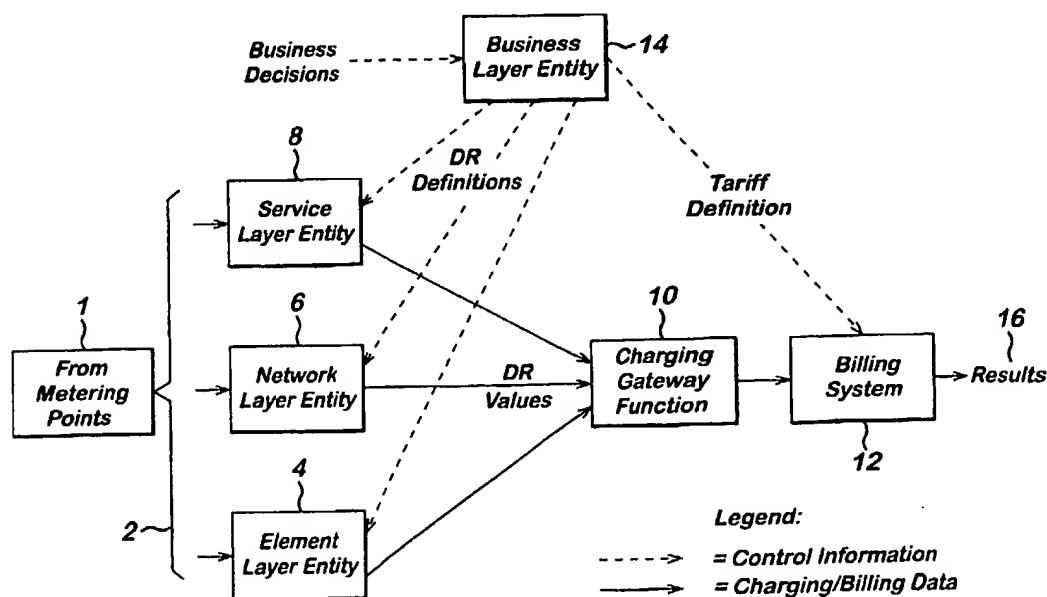 Business
Decisions
Business
Layer Entity
14
8
DR
Definitions
Tariff
Definition
Service
Layer Entity
1
6
10
16
From
Metering
Points
Network
Layer Entity
DR
Values
Charging
Gateway
Function
Billing
System
Results
12
4
2
Element
Layer Entity
Legend:
= Control Information
= Charging/Billing Data